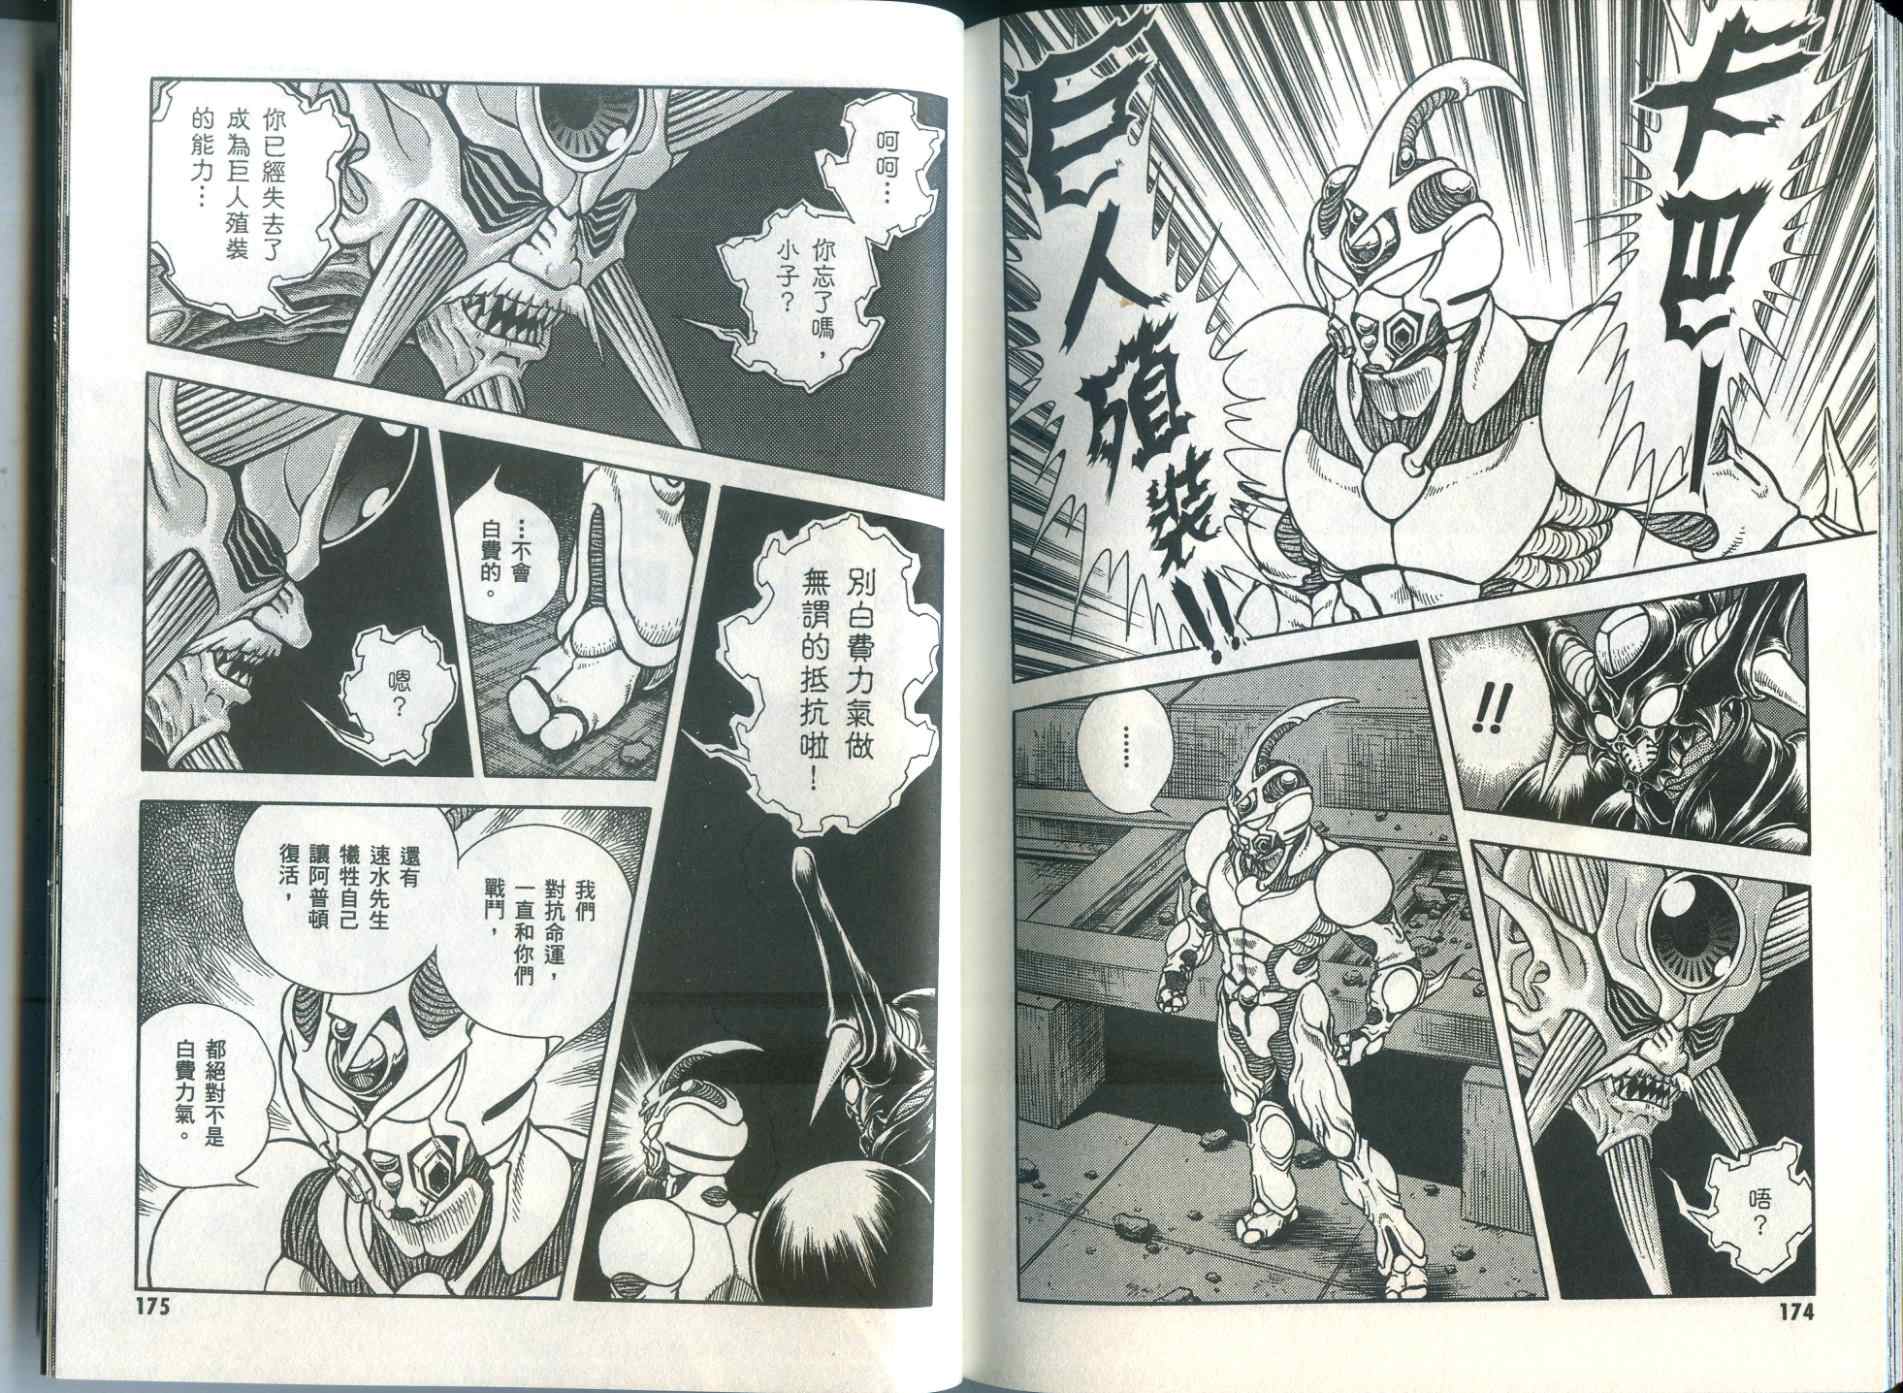 卡巴ー
巨人殖裝!!
!!
唔？
……
174
呵呵…
你忘了嗎，
小子？
你已經失去了
成為巨人殖裝
的能力…
別白費力氣做
無謂的抵抗啦！
…不會
白費的。
嗯？
我們
對抗命運，
一直和你們
戰鬥，
還有
速水先生
犧牲自己
讓阿普頓
復活，
都絕對不是
白費力氣。
175